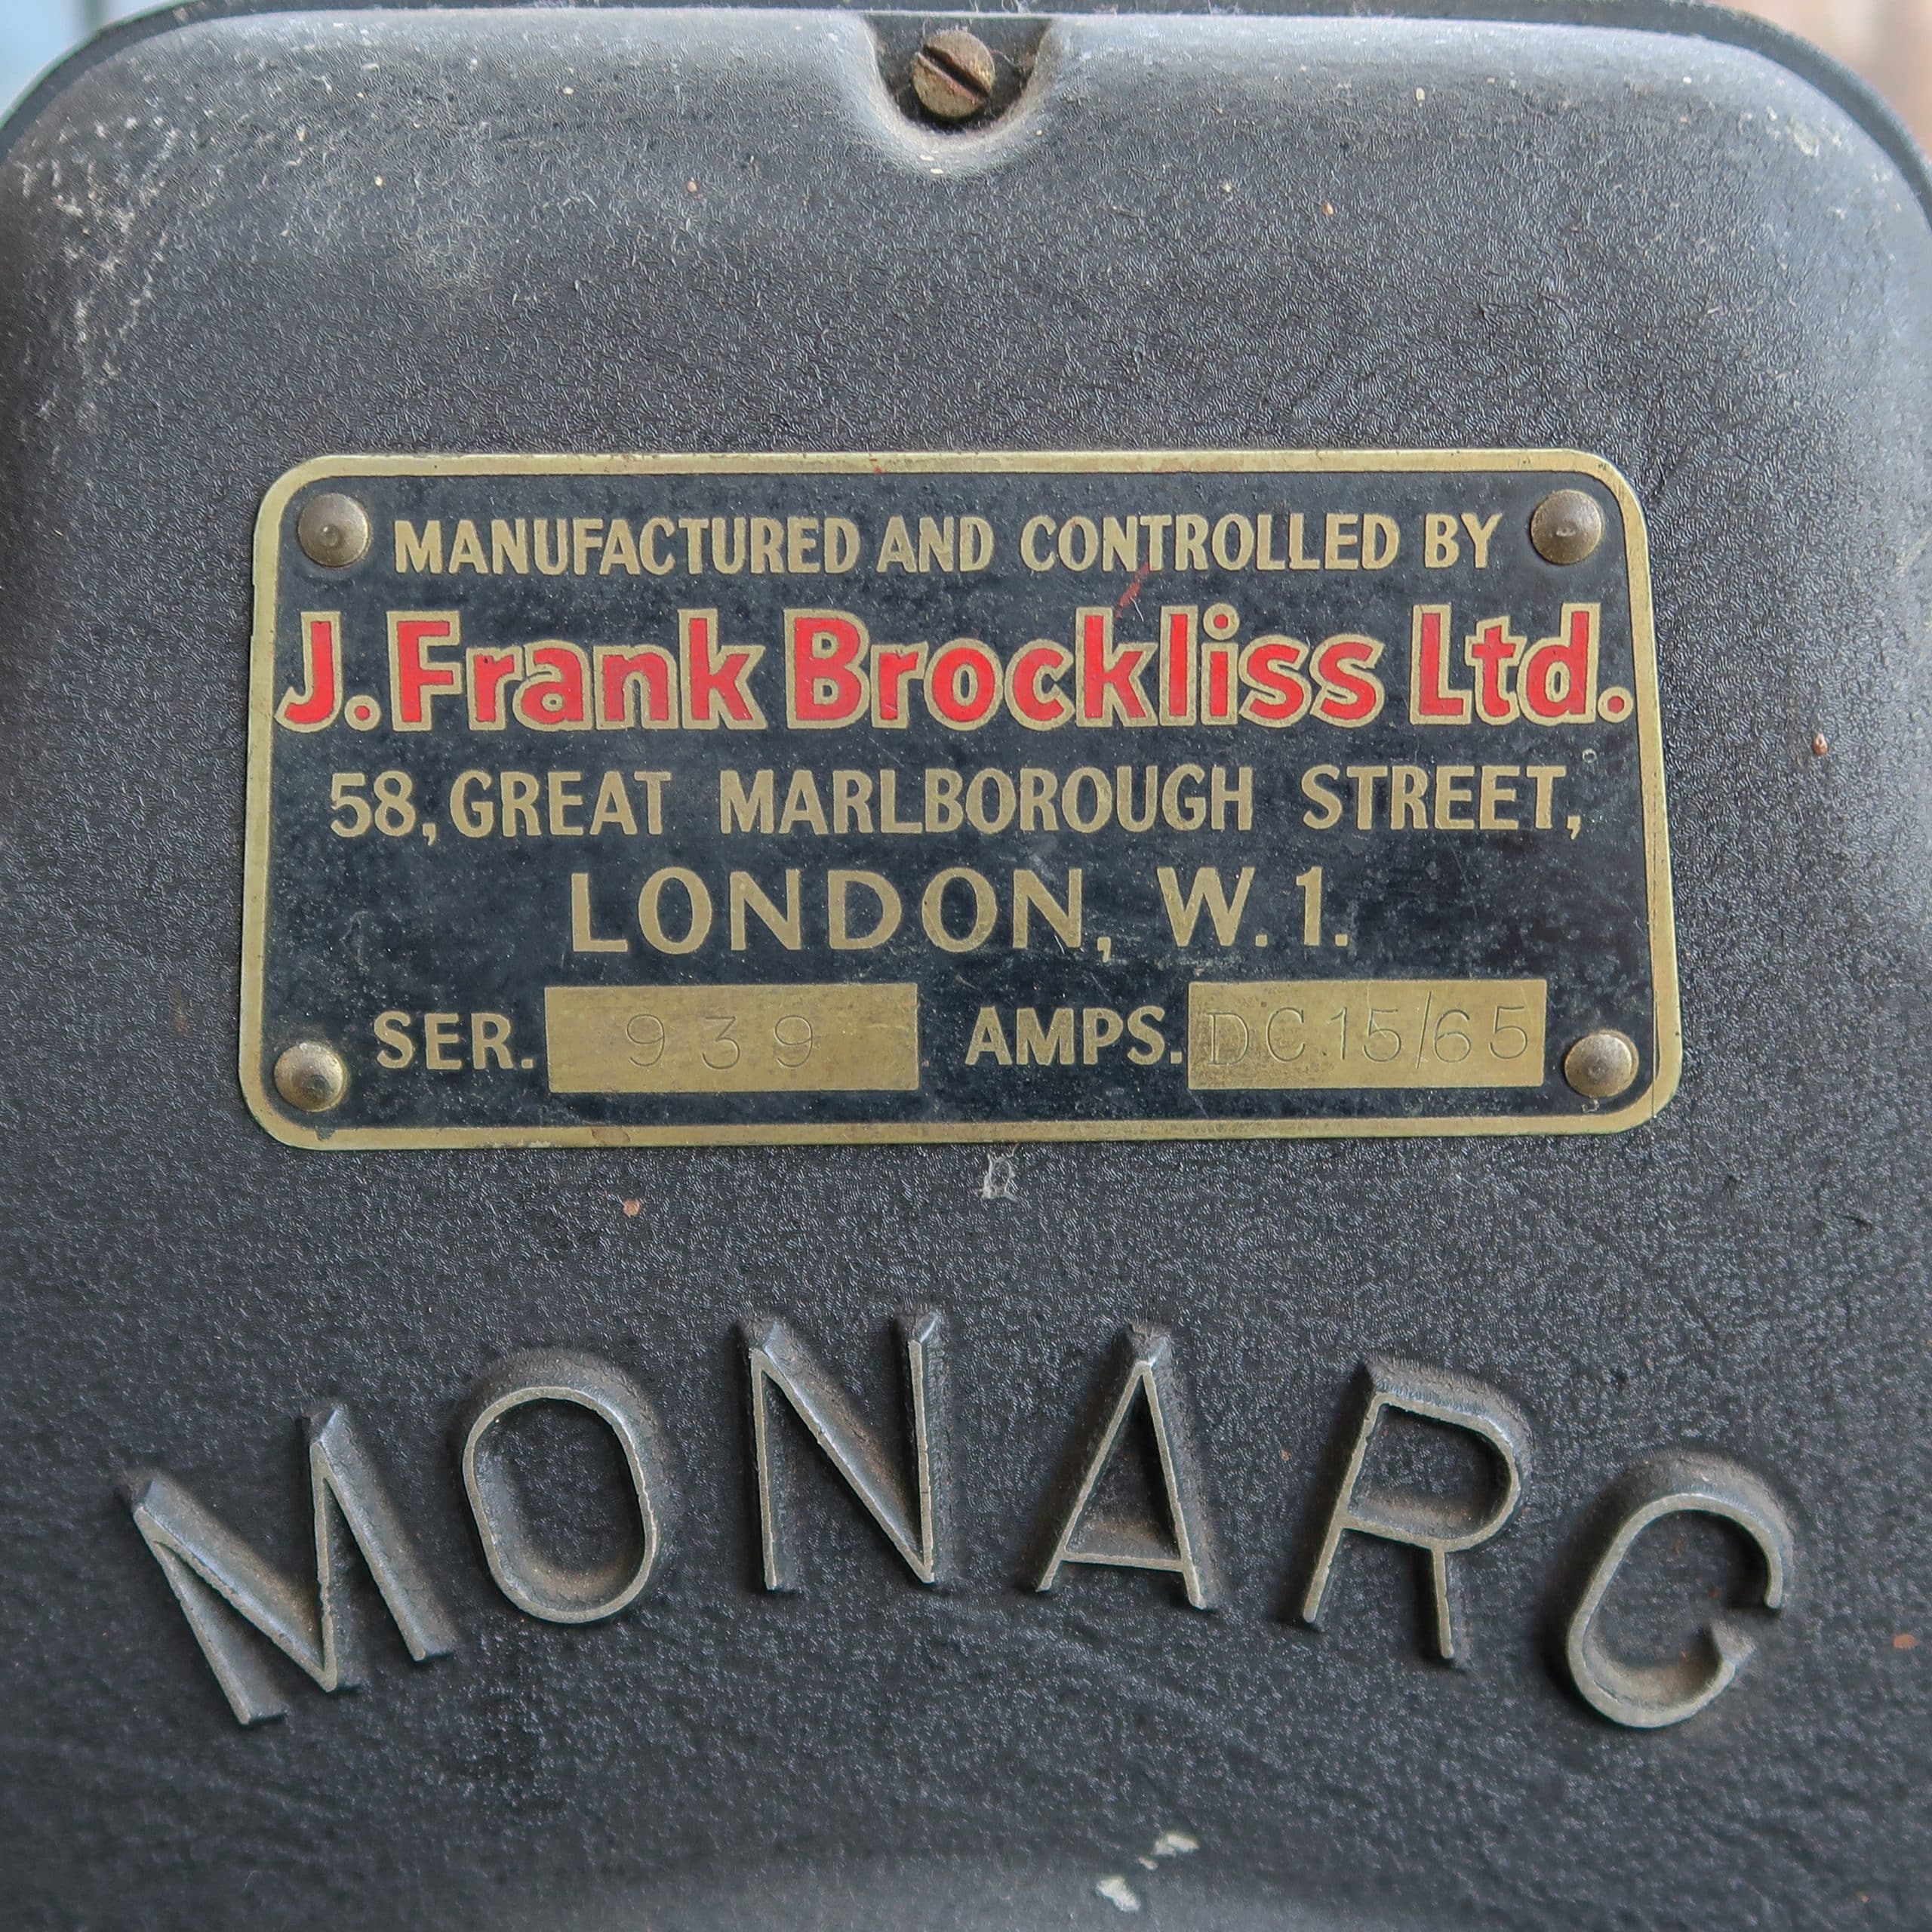 MANUFACTURED AND CONTROLLED BY
J. Frank Brockliss Ltd.
58, GREAT MARLBOROUGH STREET,
LONDON, W.1.
SER. 939 AMPS. DC15/65
MONARC